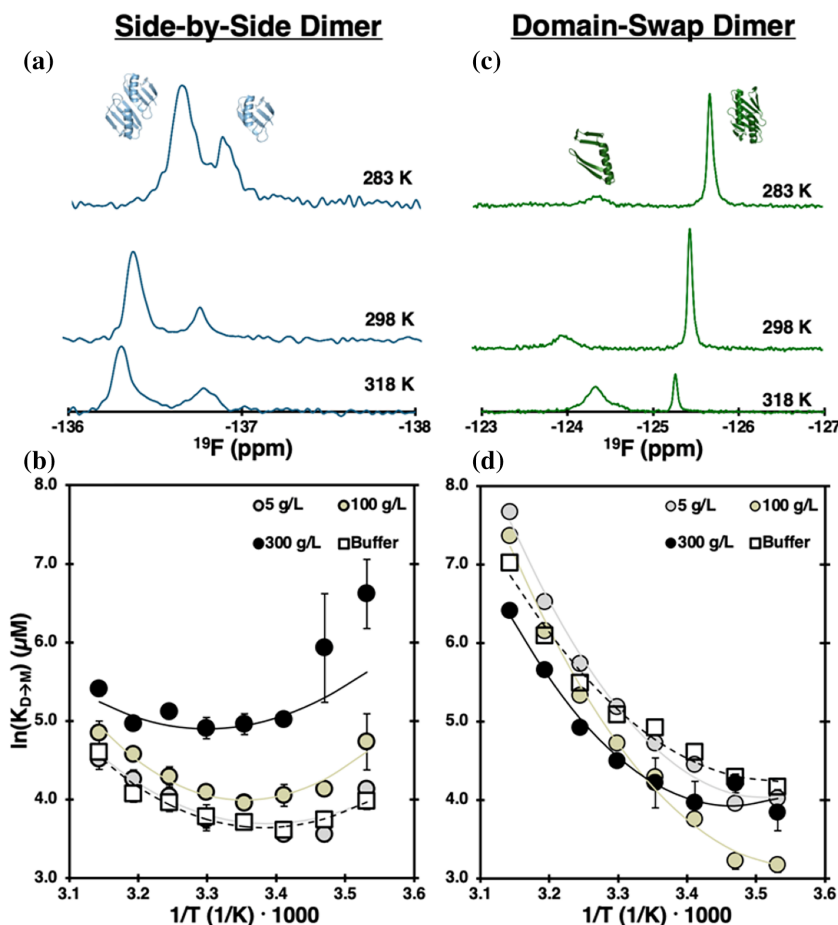 Side-by-Side Dimer
Domain-Swap Dimer
(a)
(c)
283 K
298 K
318 K
-136
-137
-138
19F (ppm)
283 K
298 K
318 K
-123
-124
-125
-126
-127
19F (ppm)
(b)
(d)
8.0
7.0
6.0
5.0
4.0
3.0
ln(KD→M) (μM)
5 g/L
100 g/L
300 g/L
Buffer
3.1
3.2
3.3
3.4
3.5
3.6
1/T (1/K) · 1000
8.0
7.0
6.0
5.0
4.0
3.0
5 g/L
100 g/L
300 g/L
Buffer
3.1
3.2
3.3
3.4
3.5
3.6
1/T (1/K) · 1000